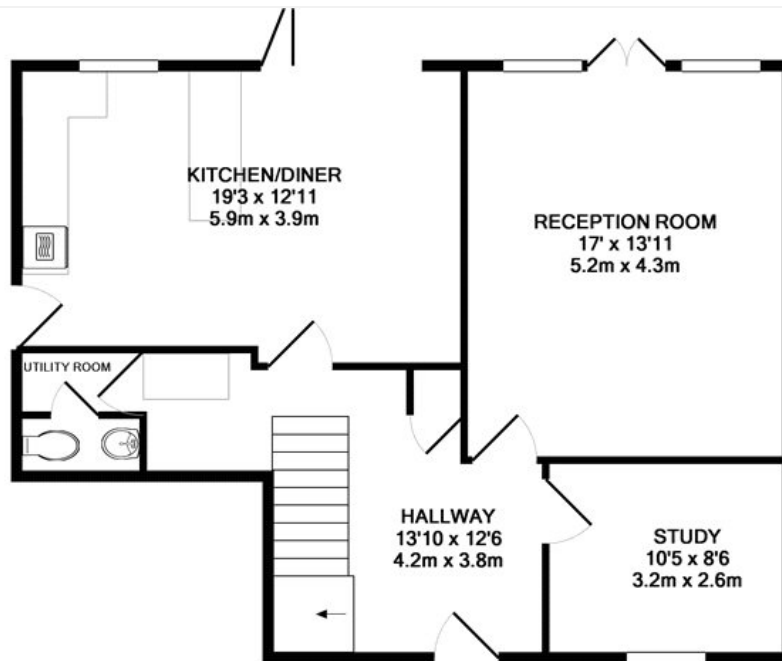 KITCHEN/DINER
19'3 x 12'11
5.9m x 3.9m
RECEPTION ROOM
17' x 13'11
5.2m x 4.3m
UTILITY ROOM
HALLWAY
13'10 x 12'6
4.2m x 3.8m
STUDY
10'5 x 8'6
3.2m x 2.6m